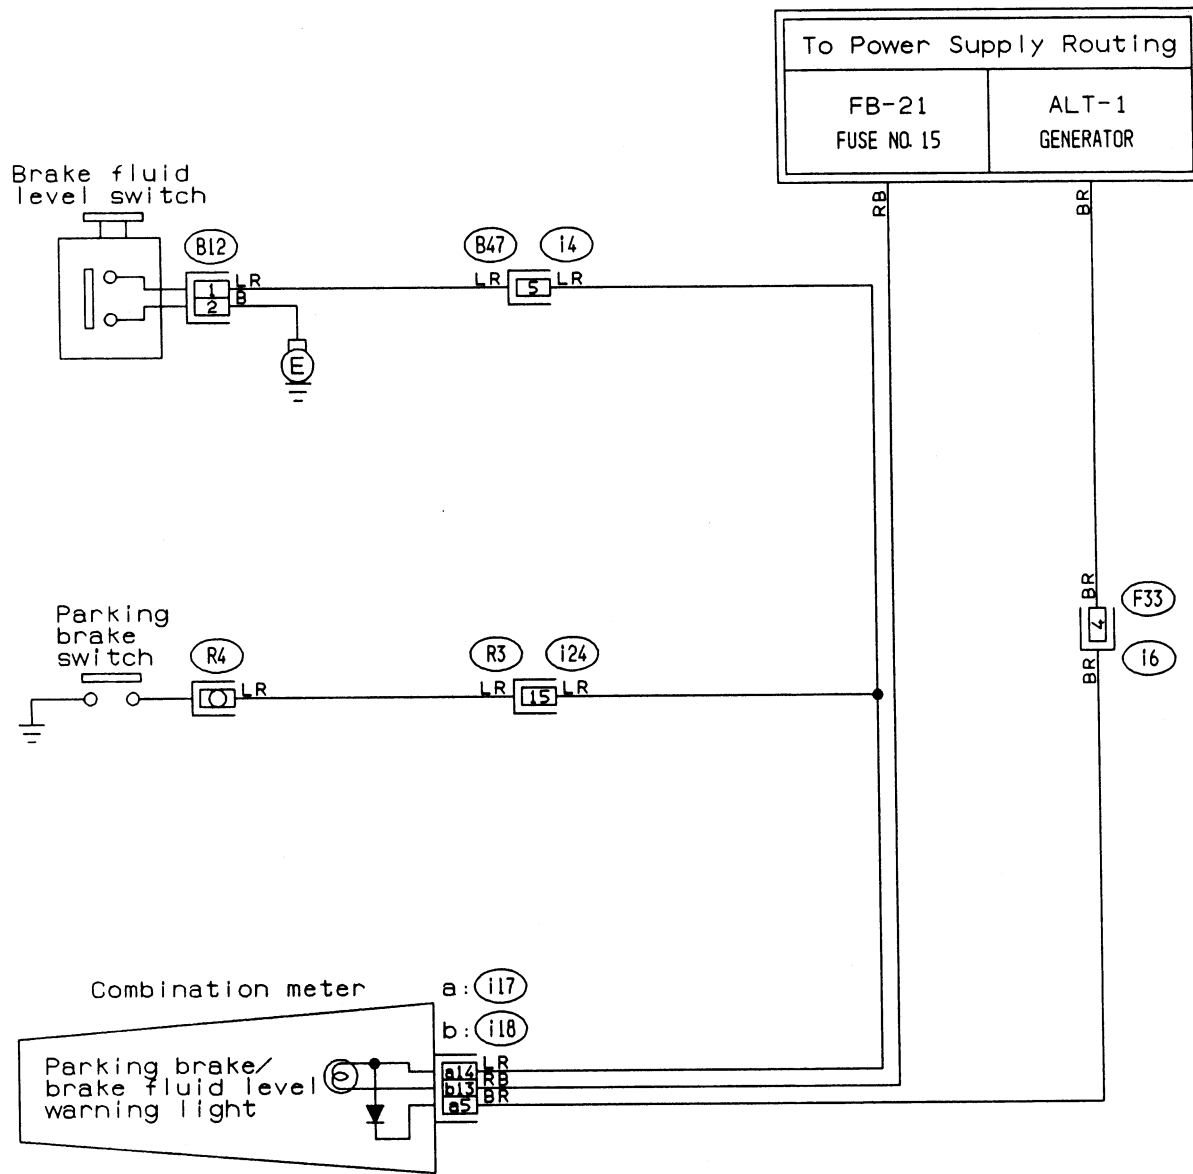 To Power Supply Routing
FB-21
FUSE NO. 15
ALT-1
GENERATOR
RB
BR
Brake fluid
level switch
B12
1
2
LR
B
E
B47
i4
LR
5
LR
BR
4
BR
F33
i6
Parking
brake
switch
R4
LR
R3
i24
LR
15
LR
Combination meter
a: i17
b: i18
Parking brake/
brake fluid level
warning light
a14
LR
b13
RB
a5
BR